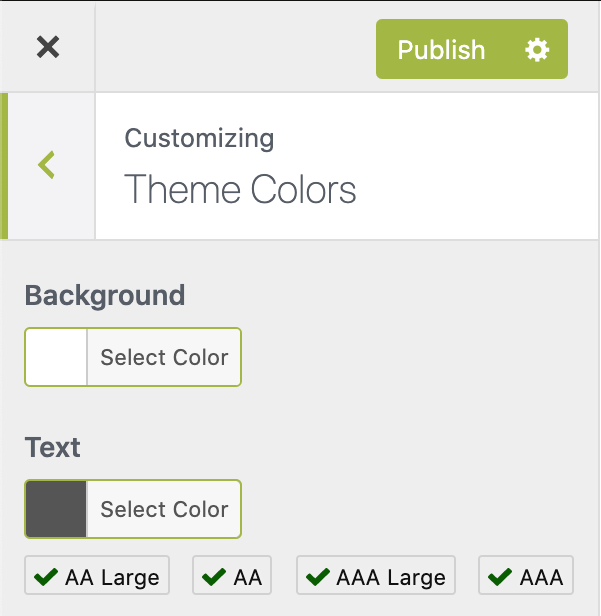 Publish
Customizing
Theme Colors
Background
Select Color
Text
Select Color
AA Large AA AAA Large AAA